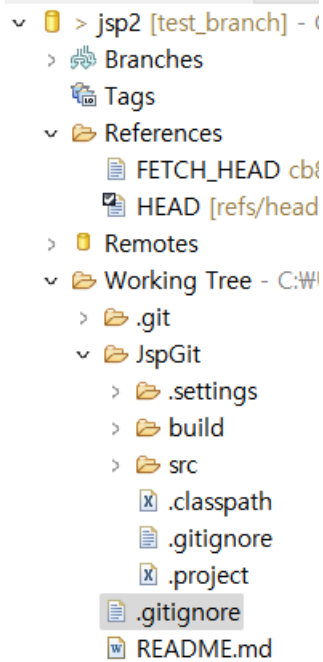 > jsp2 [test_branch] -
Branches
Tags
References
FETCH_HEAD cb8
HEAD [refs/head
Remotes
Working Tree - C:₩
.git
JspGit
.settings
build
src
.classpath
.gitignore
.project
.gitignore
README.md